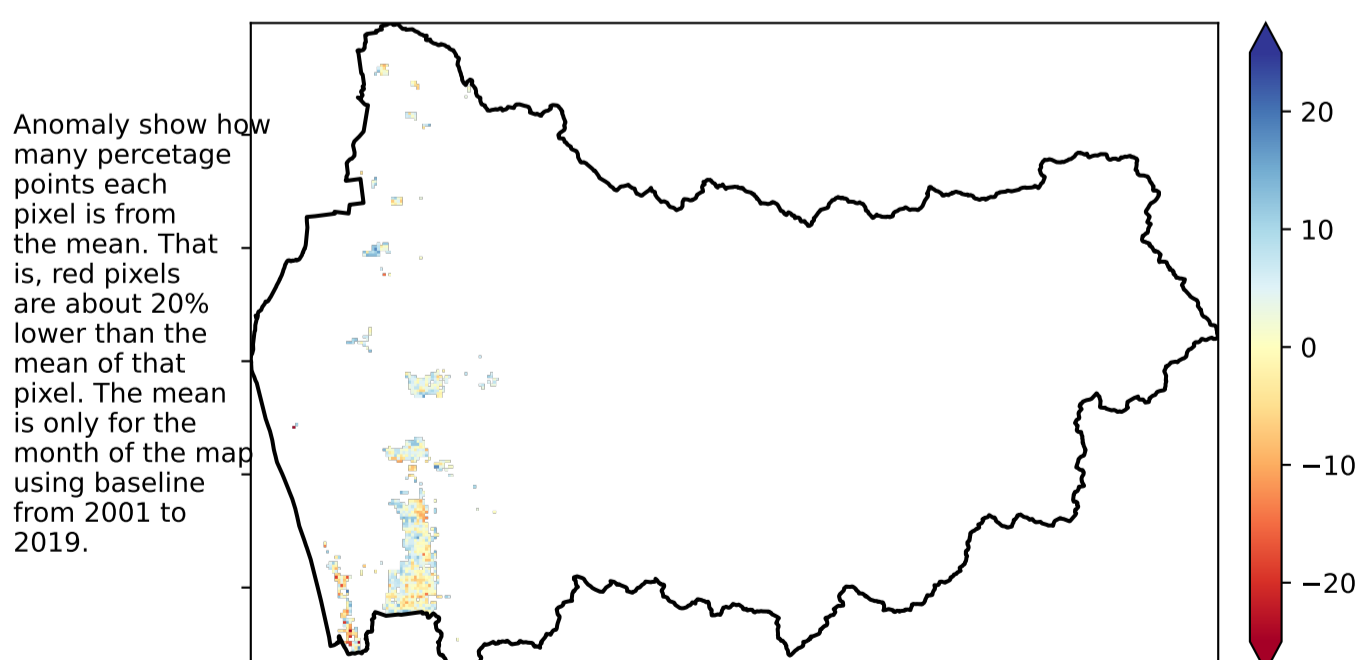 Anomaly show how
many percetage
points each
pixel is from
the mean. That
is, red pixels
are about 20%
lower than the
mean of that
pixel. The mean
is only for the
month of the map
using baseline
from 2001 to
2019.
20
10
0
−10
−20